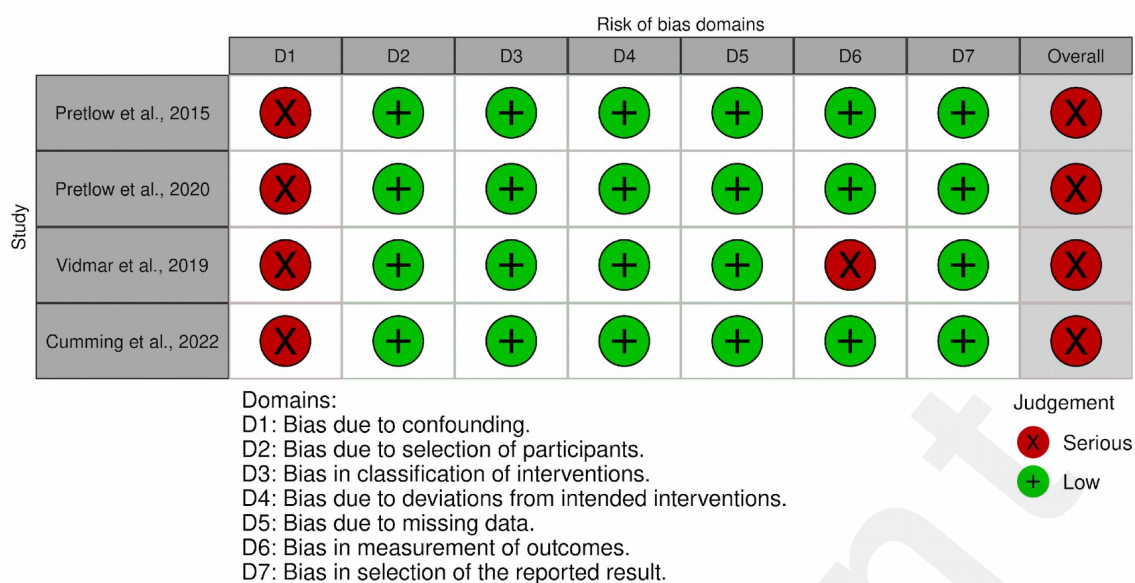 Risk of bias domains
D1 D2 D3 D4 D5 D6 D7 Overall
Study
Pretlow et al., 2015 X + + + + + + X
Pretlow et al., 2020 X + + + + + + X
Vidmar et al., 2019 X + + + + X + X
Cumming et al., 2022 X + + + + + + X
Domains:
D1: Bias due to confounding.
D2: Bias due to selection of participants.
D3: Bias in classification of interventions.
D4: Bias due to deviations from intended interventions.
D5: Bias due to missing data.
D6: Bias in measurement of outcomes.
D7: Bias in selection of the reported result.
Judgement
X Serious
+ Low